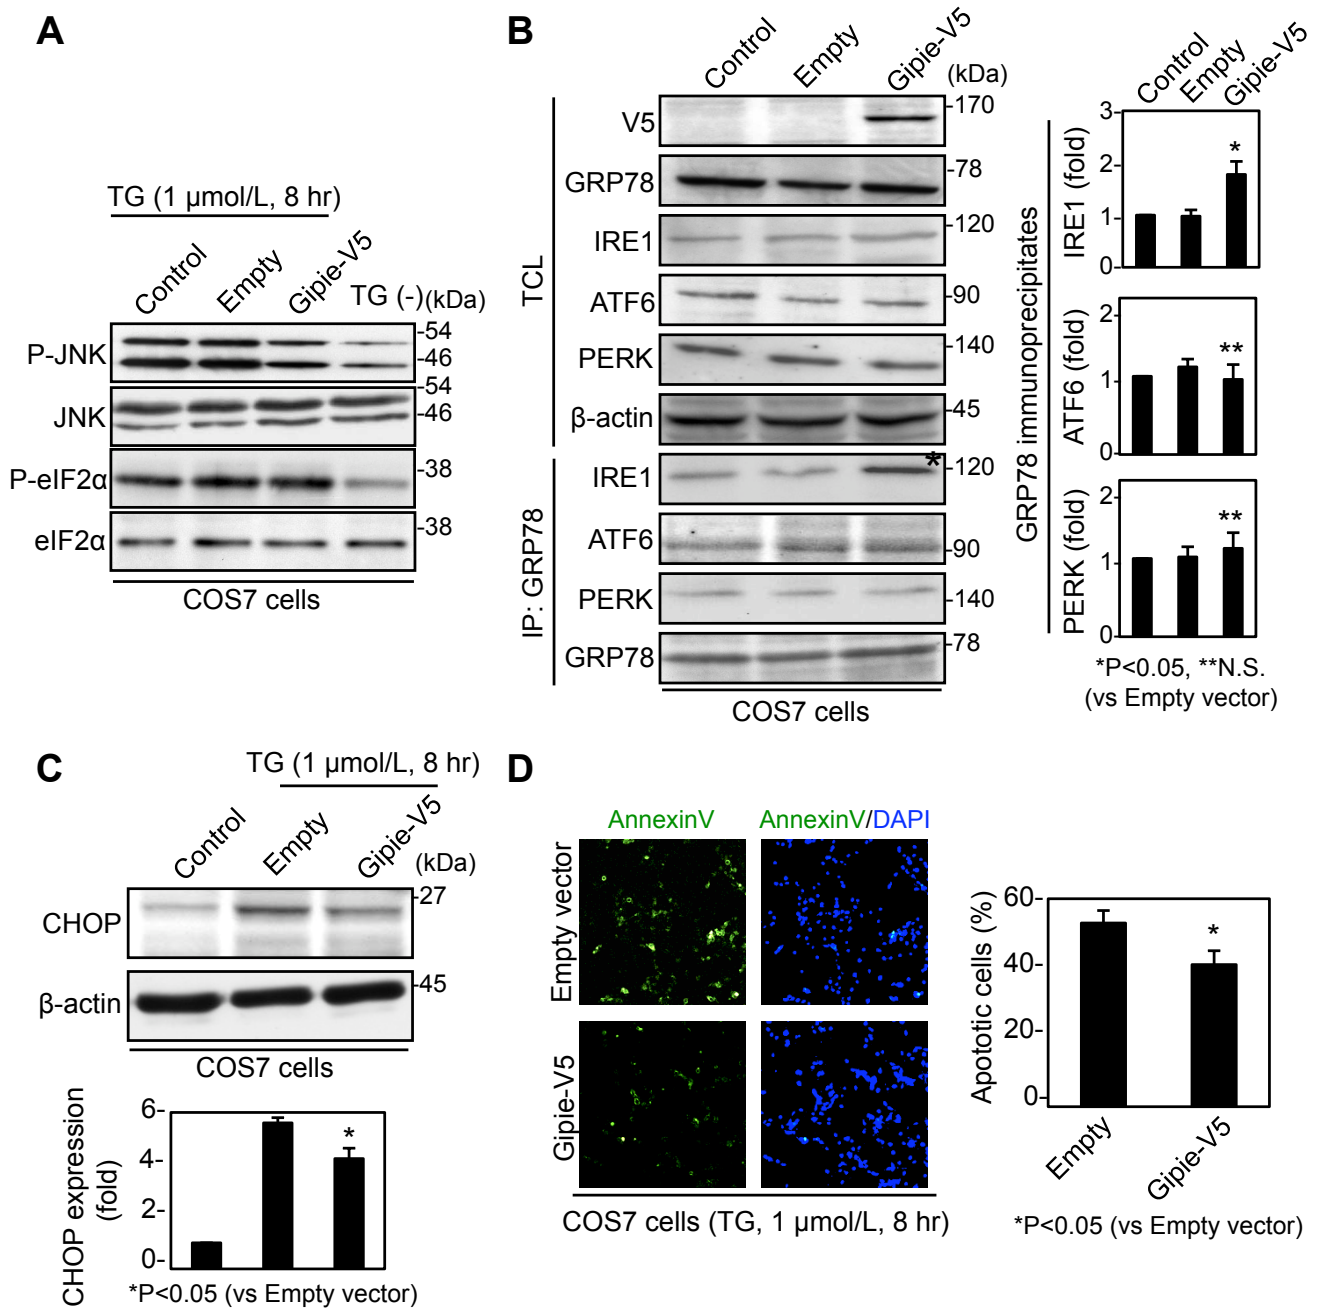 A
TG (1 µmol/L, 8 hr)
Control
Empty
Gipie-V5
TG (-)
(kDa)
P-JNK
-54
-46
JNK
-54
-46
P-eIF2α
-38
eIF2α
-38
COS7 cells
B
Control
Empty
Gipie-V5
(kDa)
TCL
V5
-170
GRP78
-78
IRE1
-120
ATF6
-90
PERK
-140
β-actin
-45
IP: GRP78
IRE1
*
-120
ATF6
-90
PERK
-140
GRP78
-78
COS7 cells
Control
Empty
Gipie-V5
GRP78 immunoprecipitates
IRE1 (fold)
3-
2-
1-
0-
*
ATF6 (fold)
2-
1-
0-
**
PERK (fold)
2-
1-
0-
**
*P<0.05, **N.S.
(vs Empty vector)
C
TG (1 µmol/L, 8 hr)
Control
Empty
Gipie-V5
(kDa)
CHOP
-27
β-actin
-45
COS7 cells
CHOP expression
(fold)
6-
4-
2-
0-
*
*P<0.05 (vs Empty vector)
D
AnnexinV
AnnexinV/DAPI
Empty vector
Gipie-V5
COS7 cells (TG, 1 µmol/L, 8 hr)
Apototic cells (%)
60-
40-
20-
0-
*
Empty
Gipie-V5
*P<0.05 (vs Empty vector)